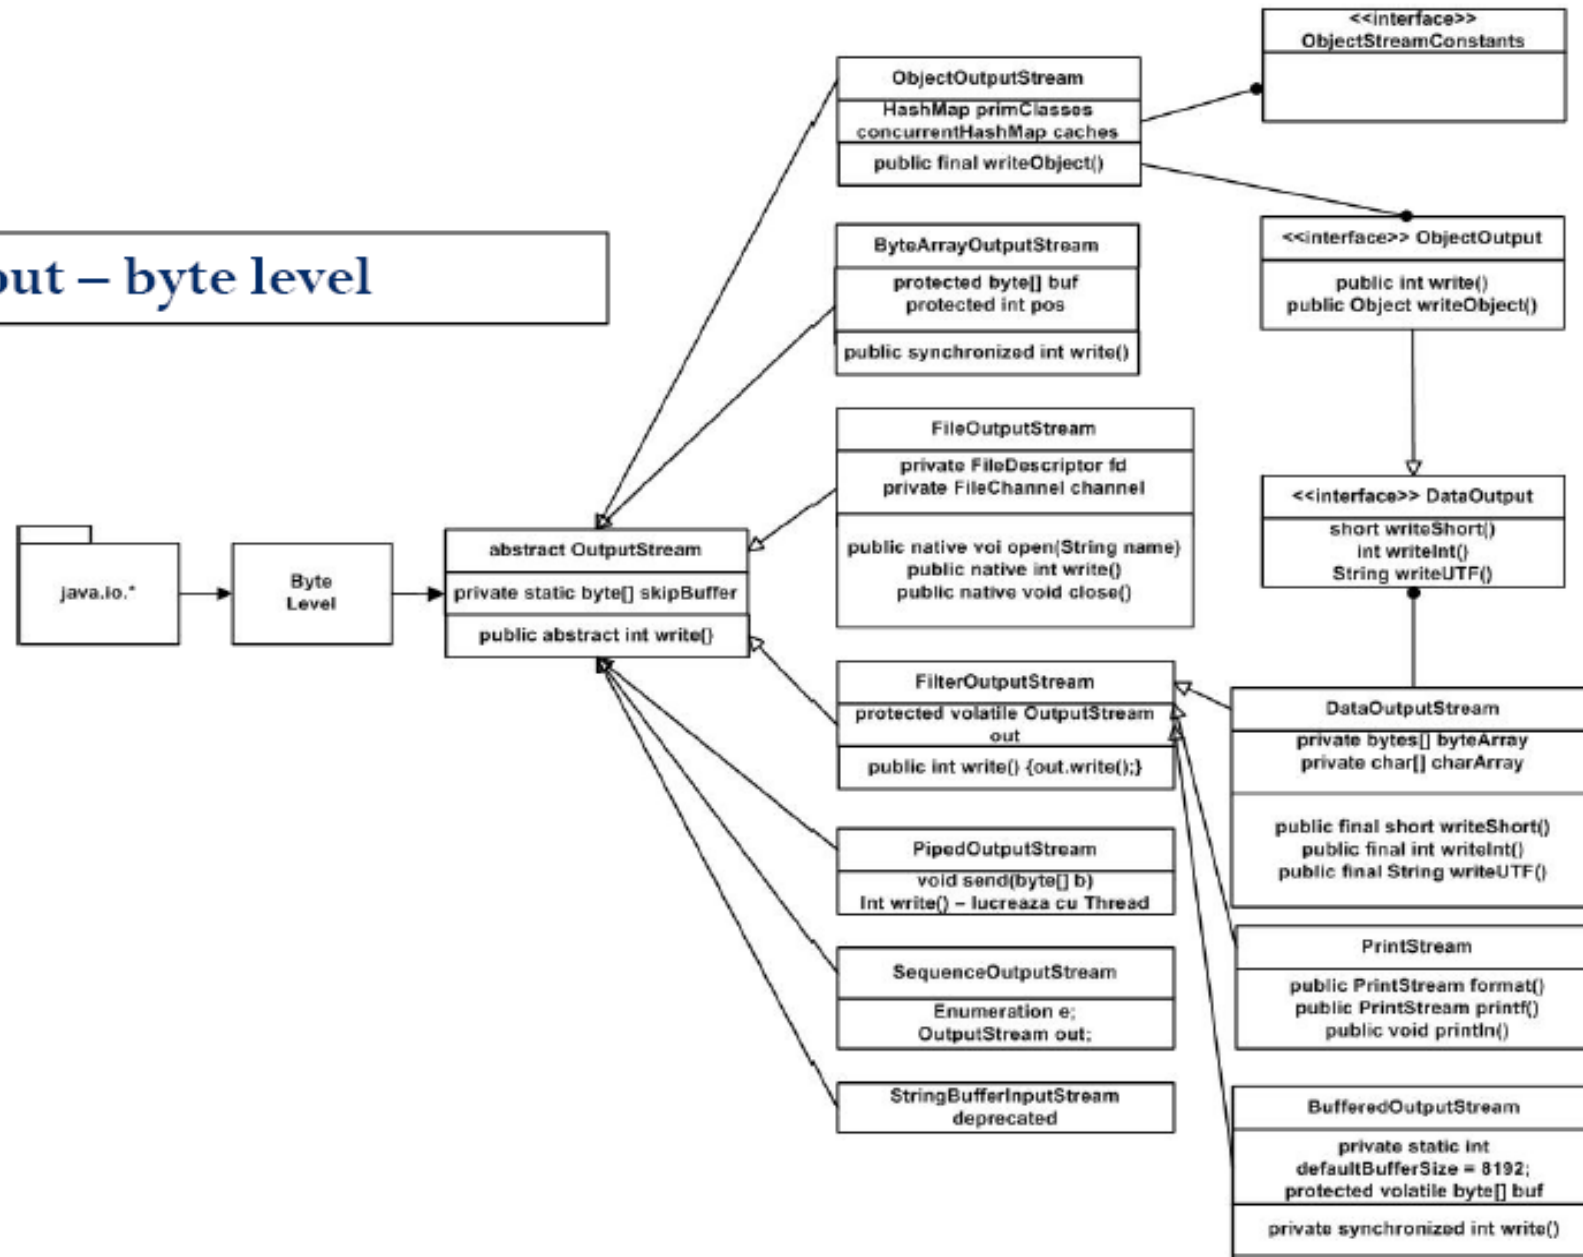 <<interface>>
ObjectStreamConstants
ObjectOutputStream
HashMap primClasses
concurrentHashMap caches
public final writeObject()
<<interface>> ObjectOutput
public int write()
public Object writeObject()
ByteArrayOutputStream
protected byte[] buf
protected int pos
public synchronized int write()
out – byte level
FileOutputStream
private FileDescriptor fd
private FileChannel channel
public native voi open(String name)
public native int write()
public native void close()
<<interface>> DataOutput
short writeShort()
int writeInt()
String writeUTF()
java.io.*
Byte
Level
abstract OutputStream
private static byte[] skipBuffer
public abstract int write()
FilterOutputStream
protected volatile OutputStream
out
public int write() {out.write();}
DataOutputStream
private bytes[] byteArray
private char[] charArray
public final short writeShort()
public final int writeInt()
public final String writeUTF()
PipedOutputStream
void send(byte[] b)
Int write() – lucreaza cu Thread
SequenceOutputStream
Enumeration e;
OutputStream out;
PrintStream
public PrintStream format()
public PrintStream printf()
public void println()
StringBufferInputStream
deprecated
BufferedOutputStream
private static int
defaultBufferSize = 8192;
protected volatile byte[] buf
private synchronized int write()